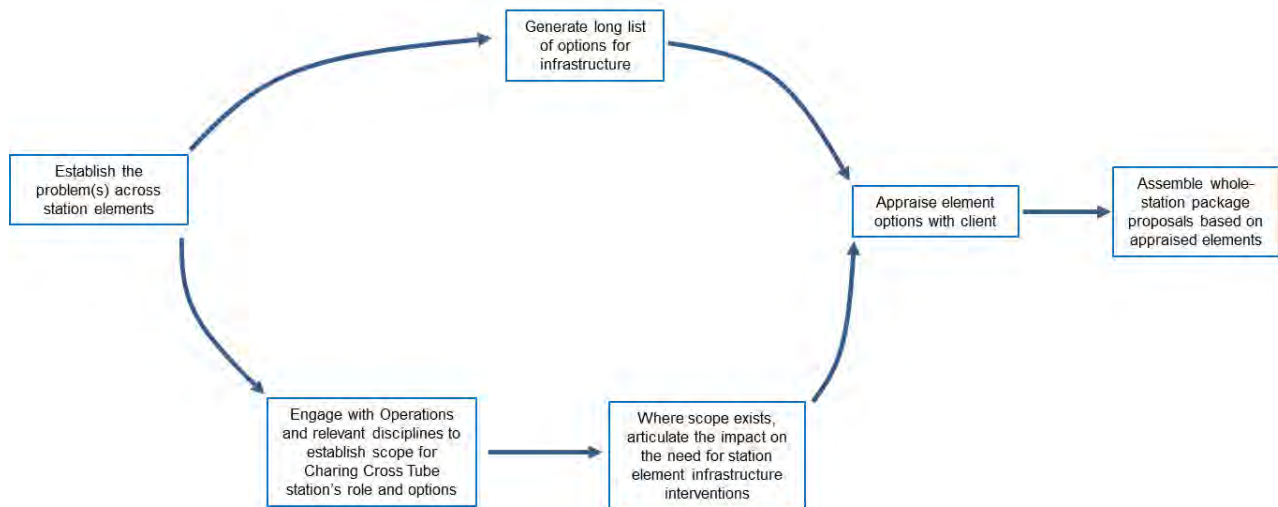 Generate long list
of options for
infrastructure
Establish the
problem(s) across
station elements
Appraise element
options with client
Assemble whole-
station package
proposals based on
appraised elements
Engage with Operations
and relevant disciplines to
establish scope for
Charing Cross Tube
station's role and options
Where scope exists,
articulate the impact on
the need for station
element infrastructure
interventions